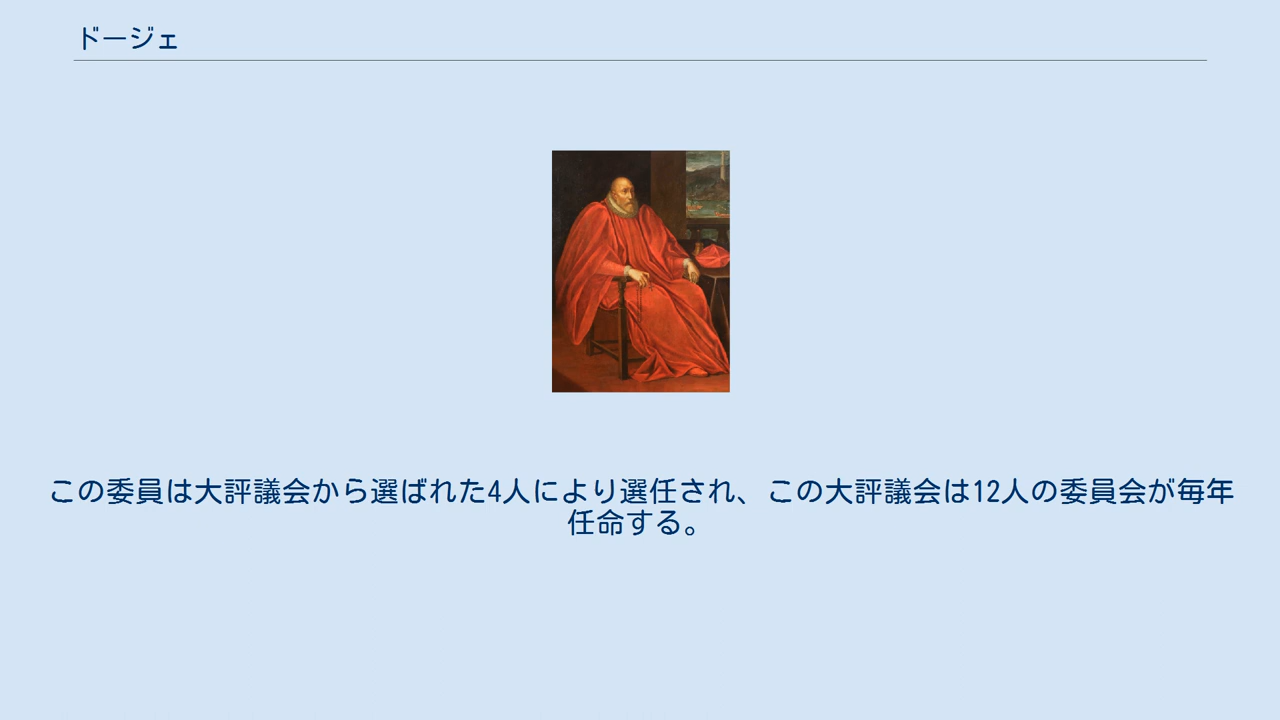 ドージェ
この委員は大評議会から選ばれた4人により選任され、この大評議会は12人の委員会が毎年
任命する。